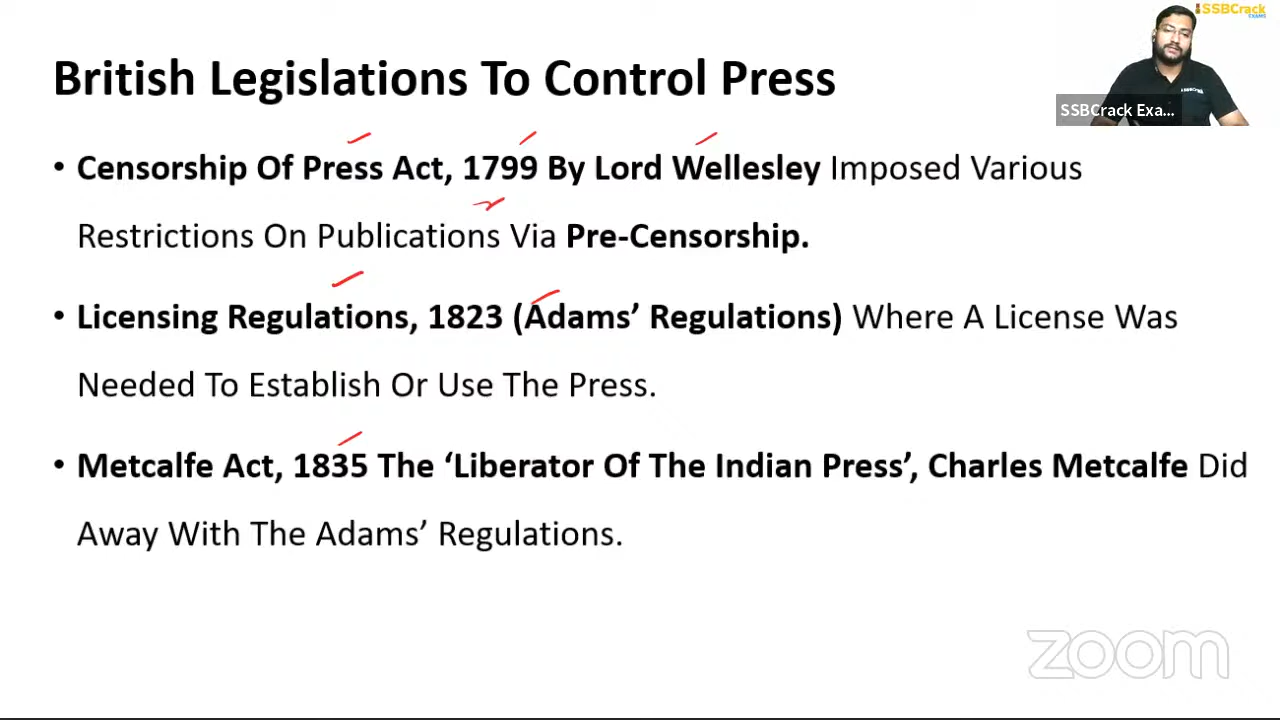 SSBCrack
EXAMS
British Legislations To Control Press
SSBCrack Exa...
• Censorship Of Press Act, 1799 By Lord Wellesley Imposed Various
Restrictions On Publications Via Pre-Censorship.
• Licensing Regulations, 1823 (Adams’ Regulations) Where A License Was
Needed To Establish Or Use The Press.
• Metcalfe Act, 1835 The ‘Liberator Of The Indian Press’, Charles Metcalfe Did
Away With The Adams’ Regulations.
zoom